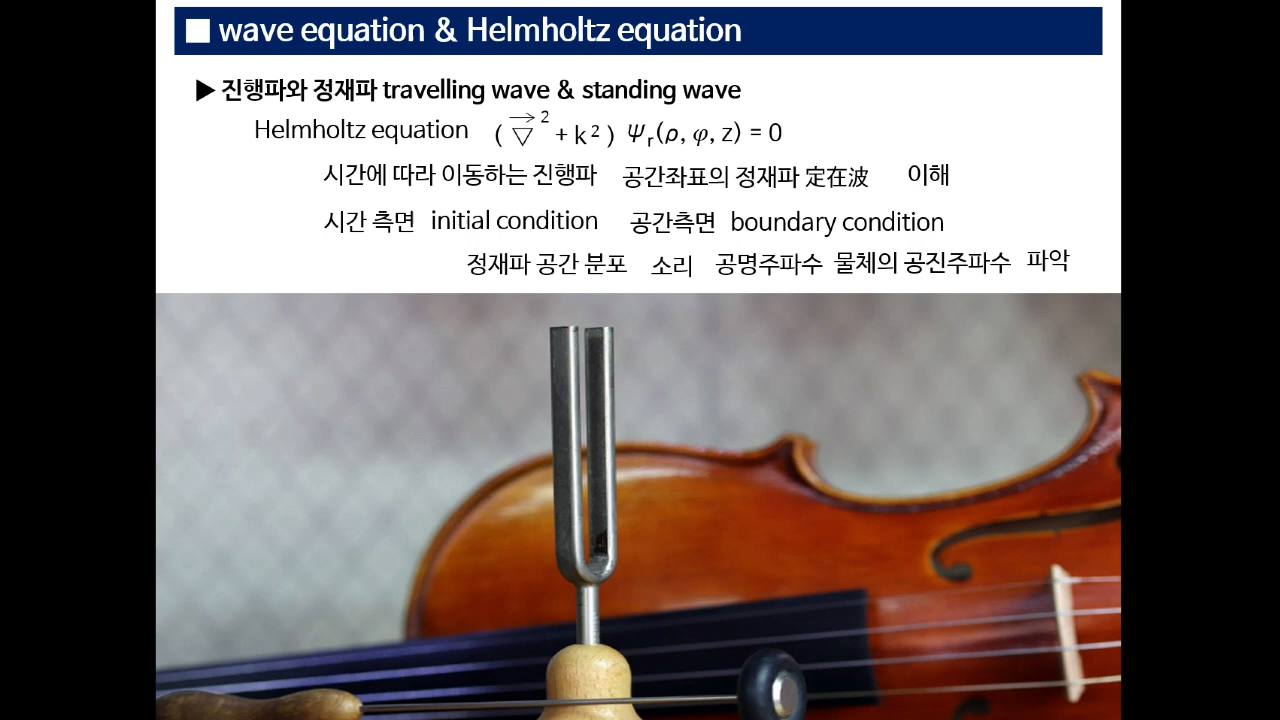 ■ wave equation & Helmholtz equation
▶ 진행파와 정재파 travelling wave & standing wave
Helmholtz equation ( ∇⃗² + k² ) Ψᵣ(ρ, φ, z) = 0
시간에 따라 이동하는 진행파 공간좌표의 정재파 定在波 이해
시간 측면 initial condition 공간측면 boundary condition
정재파 공간 분포 소리 공명주파수 물체의 공진주파수 파악